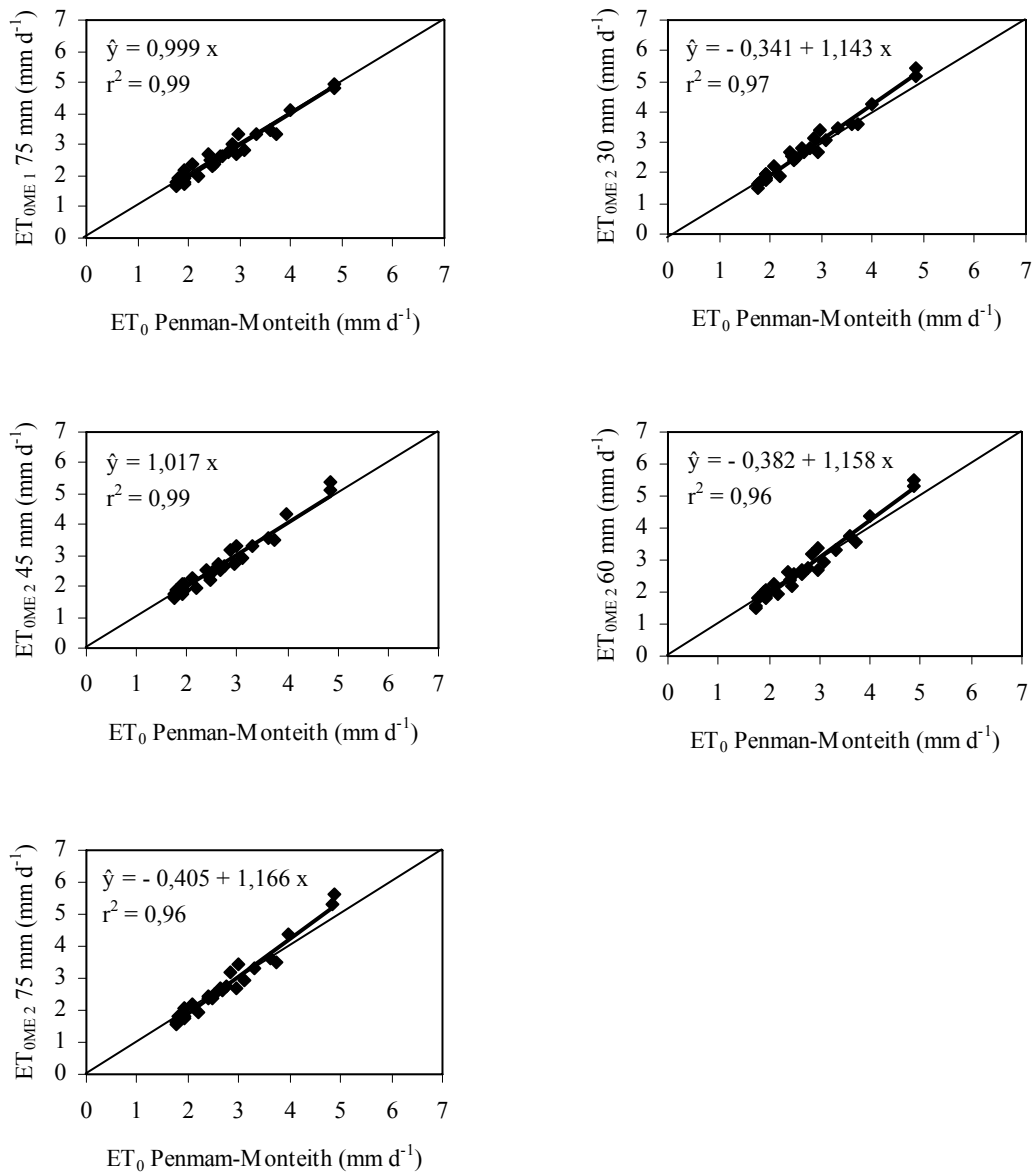 ET0ME 1 75 mm (mm d-1)
7
6
5
4
3
2
1
0
ŷ = 0,999 x
r2 = 0,99
0 1 2 3 4 5 6 7
ET0 Penman-Monteith (mm d-1)
ET0ME 2 30 mm (mm d-1)
7
6
5
4
3
2
1
0
ŷ = - 0,341 + 1,143 x
r2 = 0,97
0 1 2 3 4 5 6 7
ET0 Penman-Monteith (mm d-1)
ET0ME 2 45 mm (mm d-1)
7
6
5
4
3
2
1
0
ŷ = 1,017 x
r2 = 0,99
0 1 2 3 4 5 6 7
ET0 Penman-Monteith (mm d-1)
ET0ME 2 60 mm (mm d-1)
7
6
5
4
3
2
1
0
ŷ = - 0,382 + 1,158 x
r2 = 0,96
0 1 2 3 4 5 6 7
ET0 Penman-Monteith (mm d-1)
ET0ME 2 75 mm (mm d-1)
7
6
5
4
3
2
1
0
ŷ = - 0,405 + 1,166 x
r2 = 0,96
0 1 2 3 4 5 6 7
ET0 Penmam-Monteith (mm d-1)